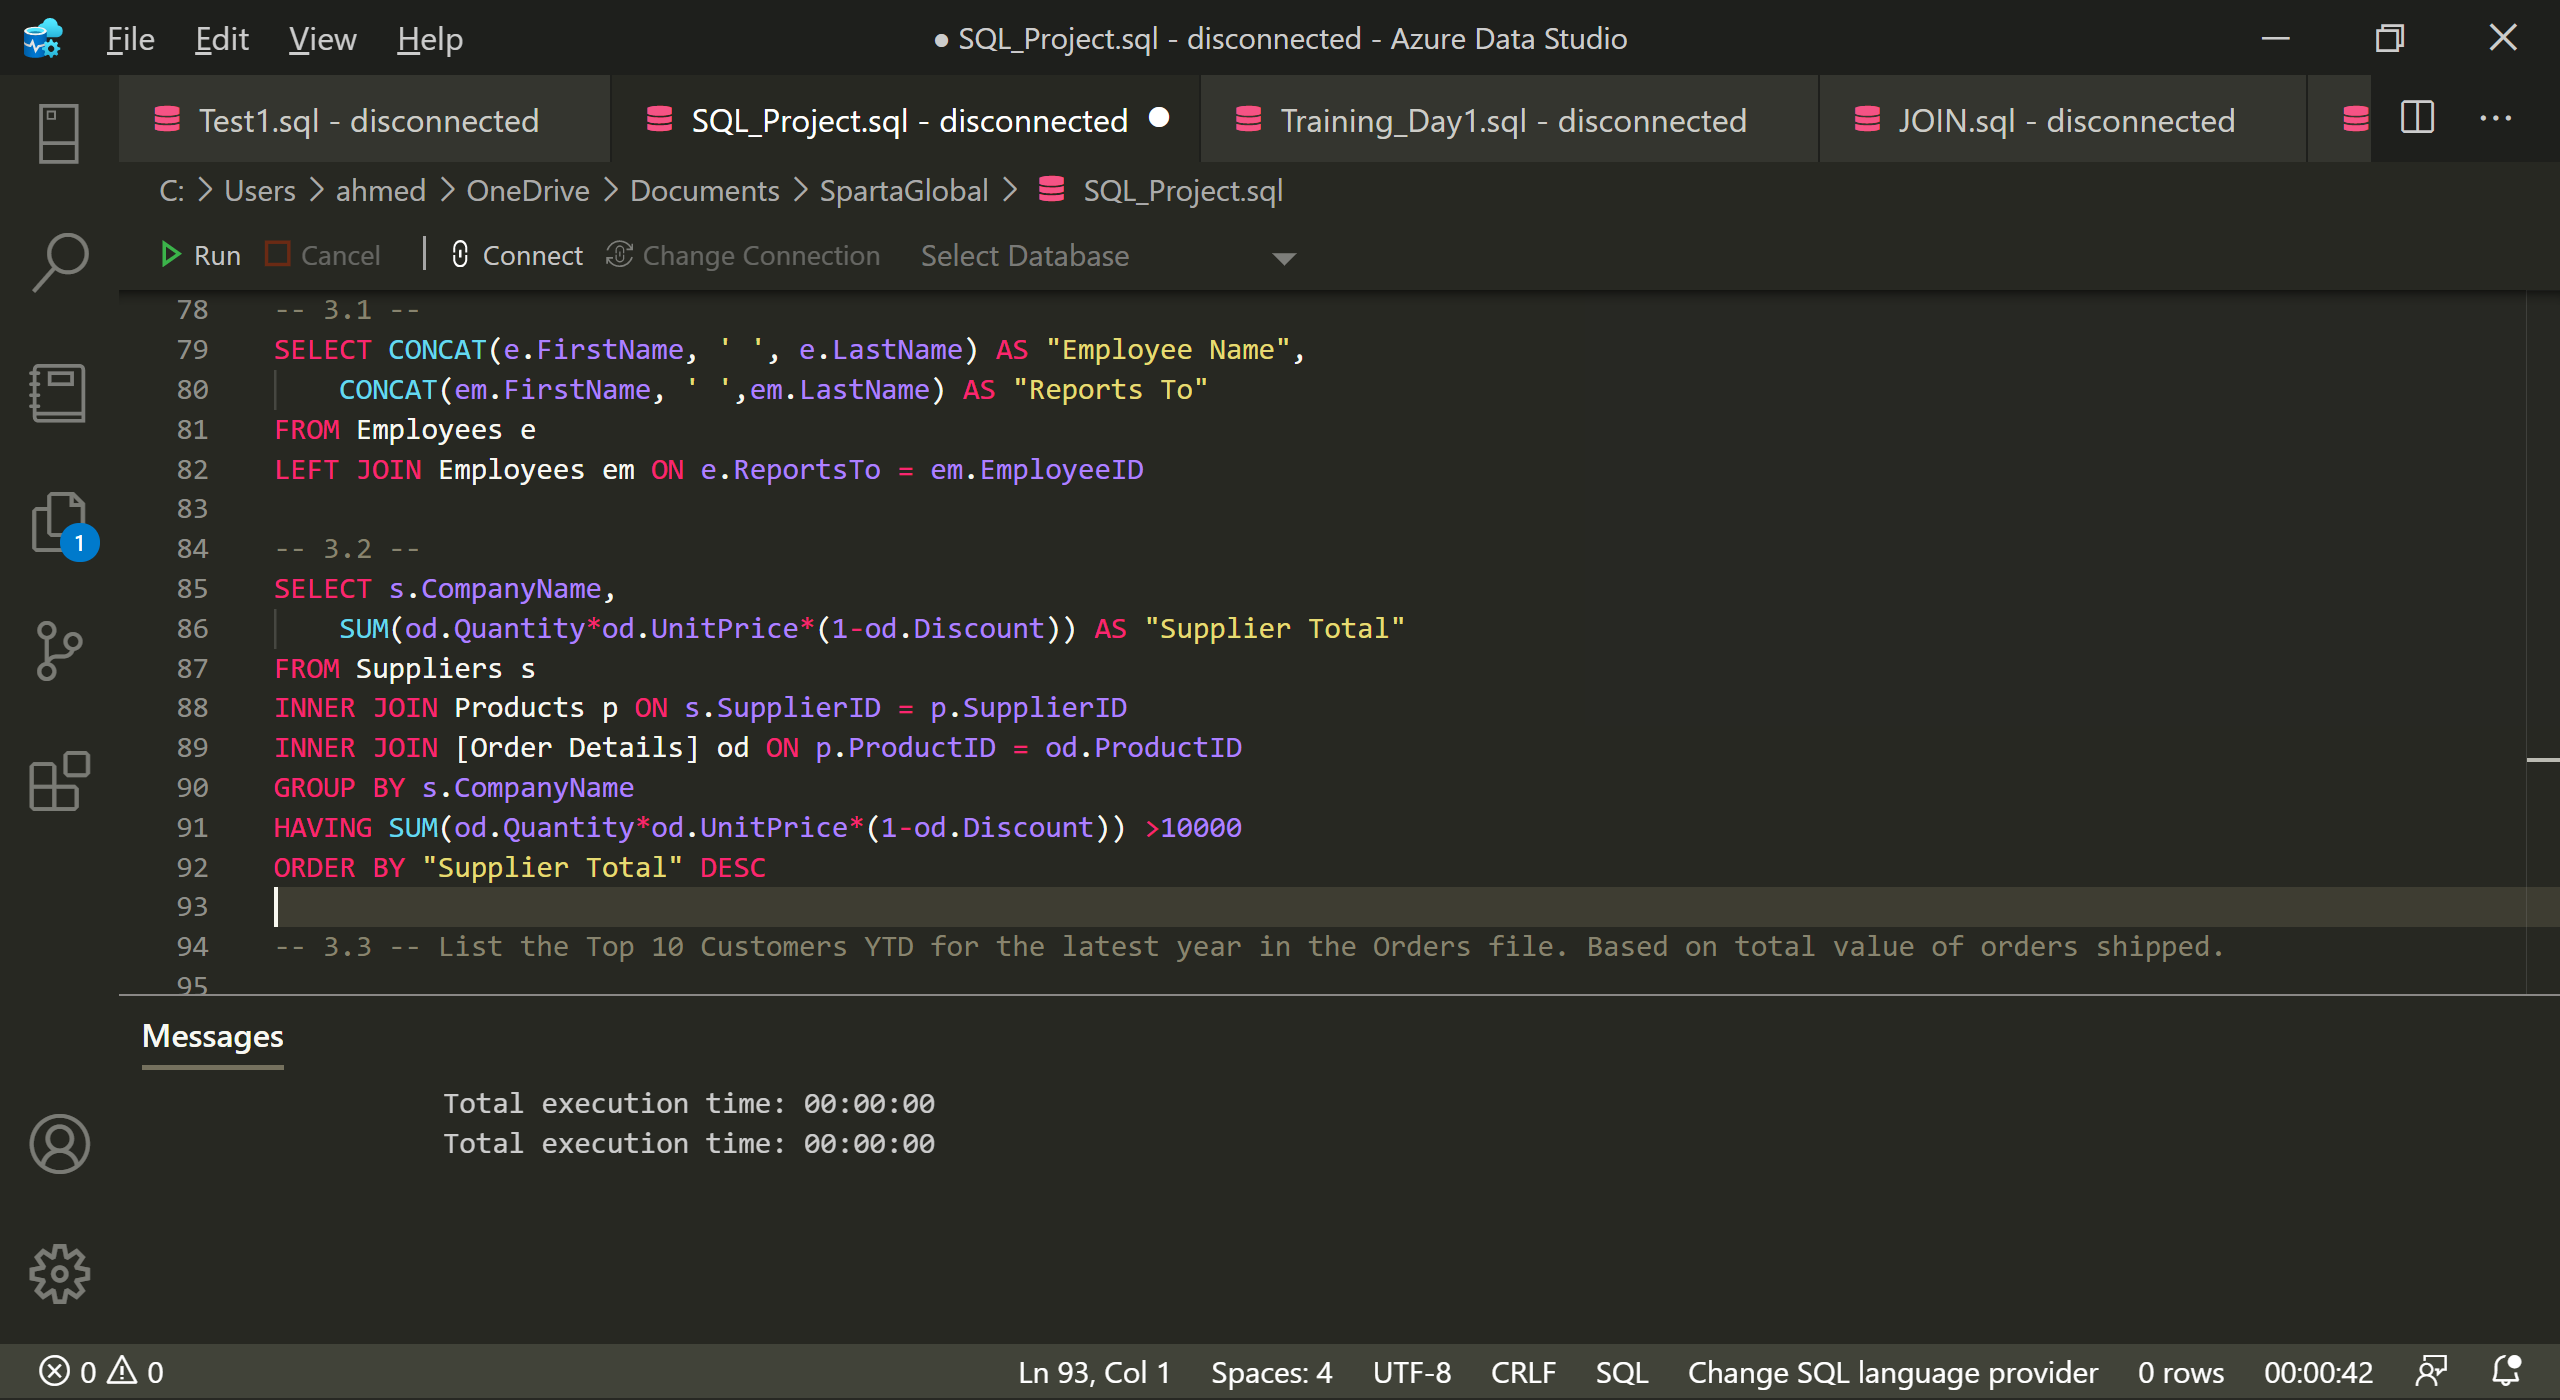 File Edit View Help
● SQL_Project.sql - disconnected - Azure Data Studio
Test1.sql - disconnected
SQL_Project.sql - disconnected ●
Training_Day1.sql - disconnected
JOIN.sql - disconnected
C: > Users > ahmed > OneDrive > Documents > SpartaGlobal > SQL_Project.sql
Run Cancel | Connect Change Connection Select Database
78 -- 3.1 --
79 SELECT CONCAT(e.FirstName, ' ', e.LastName) AS "Employee Name",
80     CONCAT(em.FirstName, ' ',em.LastName) AS "Reports To"
81 FROM Employees e
82 LEFT JOIN Employees em ON e.ReportsTo = em.EmployeeID
83
84 -- 3.2 --
85 SELECT s.CompanyName,
86     SUM(od.Quantity*od.UnitPrice*(1-od.Discount)) AS "Supplier Total"
87 FROM Suppliers s
88 INNER JOIN Products p ON s.SupplierID = p.SupplierID
89 INNER JOIN [Order Details] od ON p.ProductID = od.ProductID
90 GROUP BY s.CompanyName
91 HAVING SUM(od.Quantity*od.UnitPrice*(1-od.Discount)) >10000
92 ORDER BY "Supplier Total" DESC
93
94 -- 3.3 -- List the Top 10 Customers YTD for the latest year in the Orders file. Based on total value of orders shipped.
95
1
Messages
Total execution time: 00:00:00
Total execution time: 00:00:00
0 0 Ln 93, Col 1 Spaces: 4 UTF-8 CRLF SQL Change SQL language provider 0 rows 00:00:42